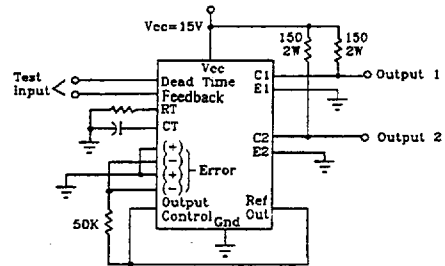 Vcc=15V
150
2W
150
2W
Vcc
Test
Input
Dead Time
Feedback
RT
CT
C1
E1
Output 1
C2
E2
Output 2
(+)
(-)
(+)
(-)
Error
Output
Control
Gnd
Ref
Out
50K